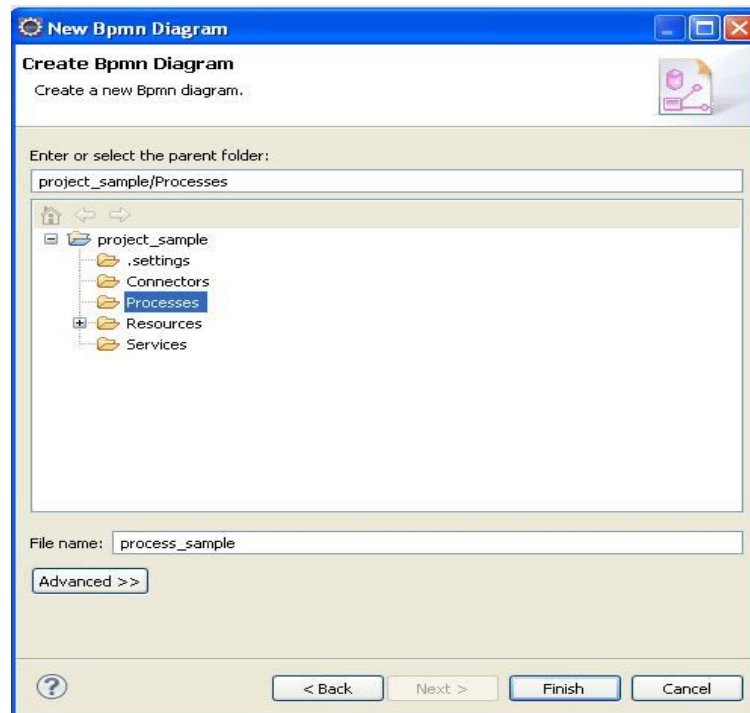 New Bpmn Diagram
Create Bpmn Diagram
Create a new Bpmn diagram.
Enter or select the parent folder:
project_sample/Processes
project_sample
.settings
Connectors
Processes
Resources
Services
File name: process_sample
Advanced >>
? < Back Next > Finish Cancel